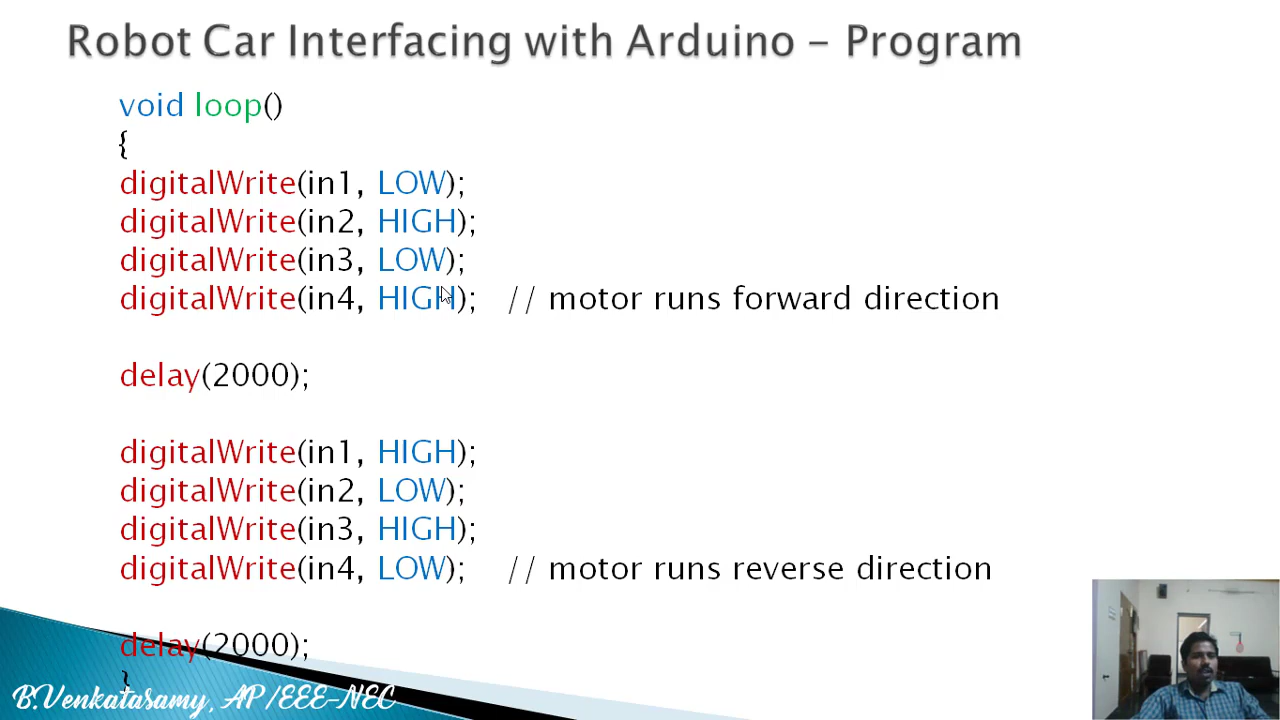 Robot Car Interfacing with Arduino – Program
void loop()
{
digitalWrite(in1, LOW);
digitalWrite(in2, HIGH);
digitalWrite(in3, LOW);
digitalWrite(in4, HIGH); // motor runs forward direction
delay(2000);
digitalWrite(in1, HIGH);
digitalWrite(in2, LOW);
digitalWrite(in3, HIGH);
digitalWrite(in4, LOW); // motor runs reverse direction
delay(2000);
}
B.Venkatasamy, AP/EEE-NEC